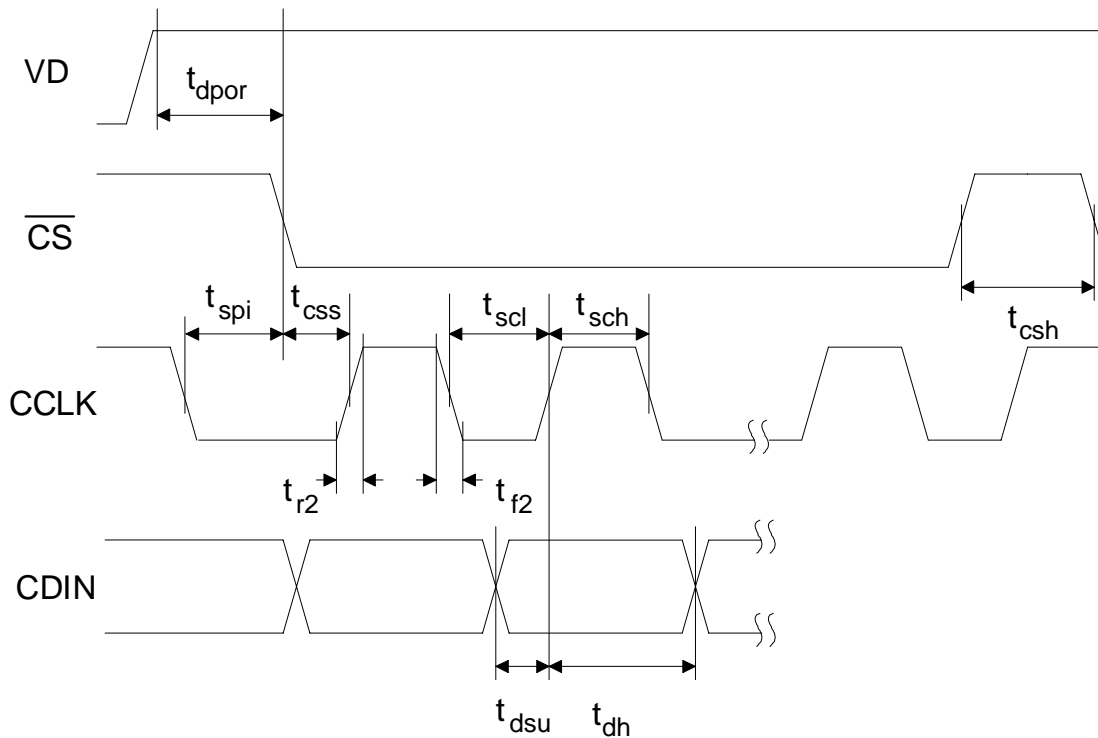 VD
t_dpor
CS
t_spi
t_css
t_scl
t_sch
t_csh
CCLK
t_r2
t_f2
CDIN
t_dsu
t_dh